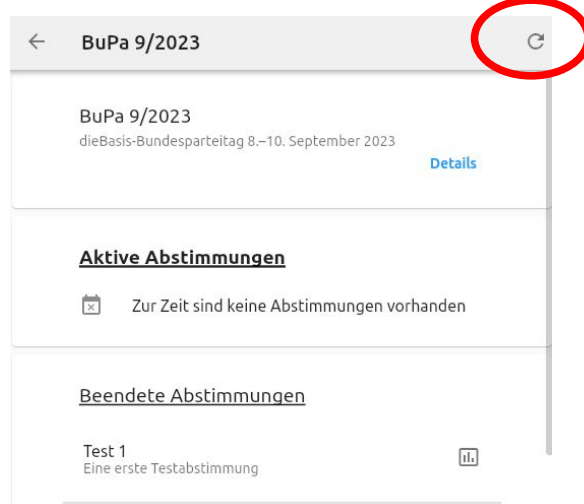 BuPa 9/2023
BuPa 9/2023
dieBasis-Bundesparteitag 8.–10. September 2023
Details
Aktive Abstimmungen
Zur Zeit sind keine Abstimmungen vorhanden
Beendete Abstimmungen
Test 1
Eine erste Testabstimmung